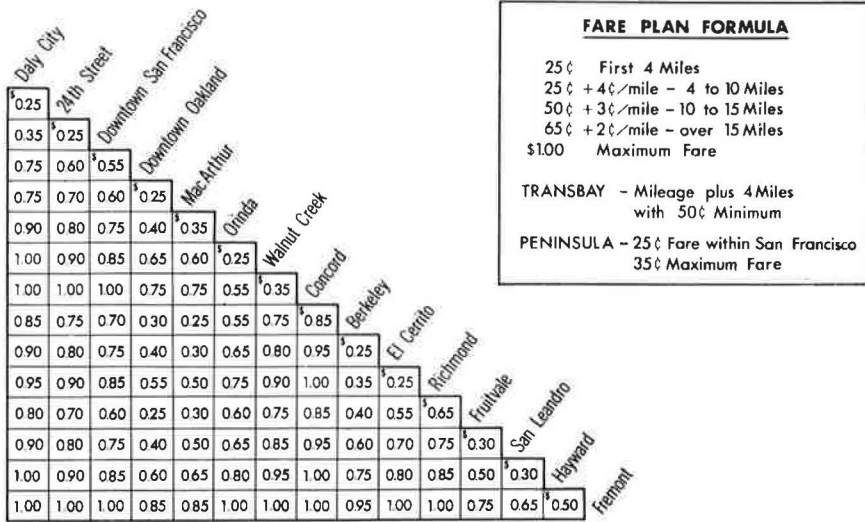 Daly City
$0.25 24th Street
0.35 $0.25 Downtown San Francisco
0.75 0.60 $0.55 Downtown Oakland
0.75 0.70 0.60 $0.25 MacArthur
0.90 0.80 0.75 0.40 $0.35 Orinda
1.00 0.90 0.85 0.65 0.60 $0.25 Walnut Creek
1.00 1.00 1.00 0.75 0.75 0.55 $0.35 Concord
0.85 0.75 0.70 0.30 0.25 0.55 0.75 $0.85 Berkeley
0.90 0.80 0.75 0.40 0.30 0.65 0.80 0.95 $0.25 El Cerrito
0.95 0.90 0.85 0.55 0.50 0.75 0.90 1.00 0.35 $0.25 Richmond
0.80 0.70 0.60 0.25 0.30 0.60 0.75 0.85 0.40 0.55 $0.65 Fruitvale
0.90 0.80 0.75 0.40 0.50 0.65 0.85 0.95 0.60 0.70 0.75 $0.30 San Leandro
1.00 0.90 0.85 0.60 0.65 0.80 0.95 1.00 0.75 0.80 0.85 0.50 $0.30 Hayward
1.00 1.00 1.00 0.85 0.85 1.00 1.00 1.00 0.95 1.00 1.00 0.75 0.65 $0.50 Fremont
FARE PLAN FORMULA
25¢ First 4 Miles
25¢ + 4¢/mile – 4 to 10 Miles
50¢ + 3¢/mile – 10 to 15 Miles
65¢ + 2¢/mile – over 15 Miles
$1.00 Maximum Fare
TRANSBAY – Mileage plus 4 Miles
with 50¢ Minimum
PENINSULA – 25¢ Fare within San Francisco
35¢ Maximum Fare